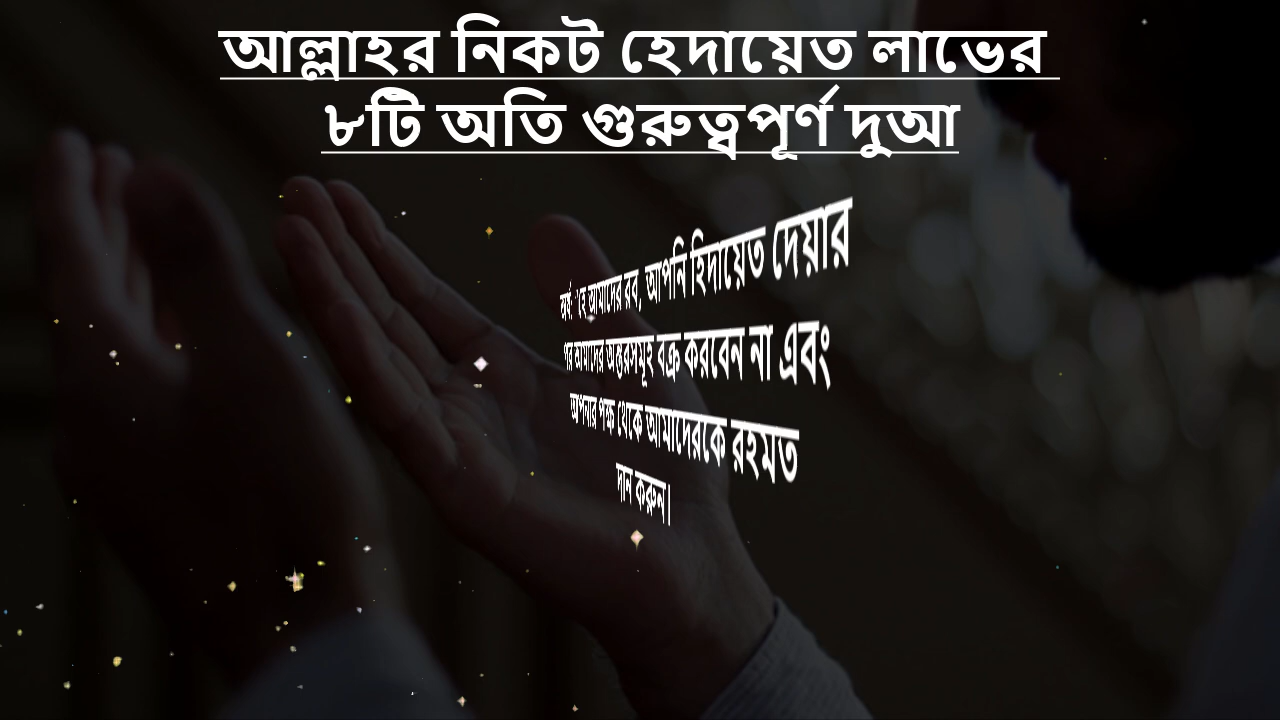 আল্লাহর নিকট হেদায়েত লাভের
৮টি অতি গুরুত্বপূর্ণ দুআ
অর্থ: হে আমাদের রব, আপনি হিদায়েত দেয়ার
পর আমাদের অন্তরসমূহ বক্র করবেন না এবং
আপনার পক্ষ থেকে আমাদেরকে রহমত
দান করুন।